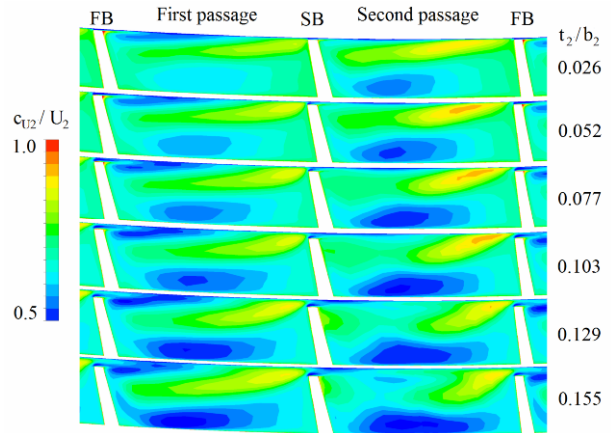 FB First passage SB Second passage FB
t₂/b₂
0.026
c_U2 / U₂
0.052
1.0
0.077
0.103
0.5
0.129
0.155